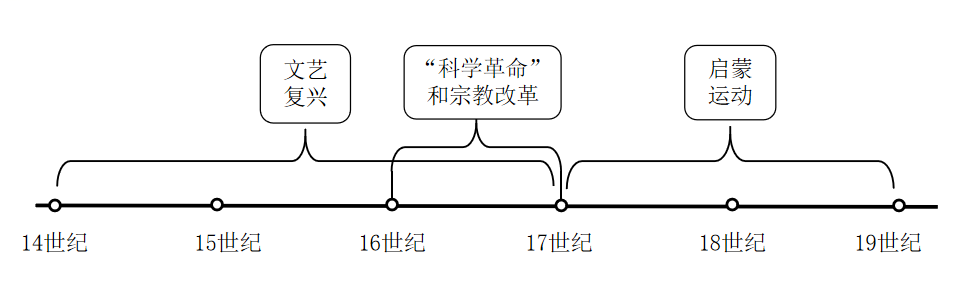 文艺
复兴
“科学革命”
和宗教改革
启蒙
运动
14世纪
15世纪
16世纪
17世纪
18世纪
19世纪